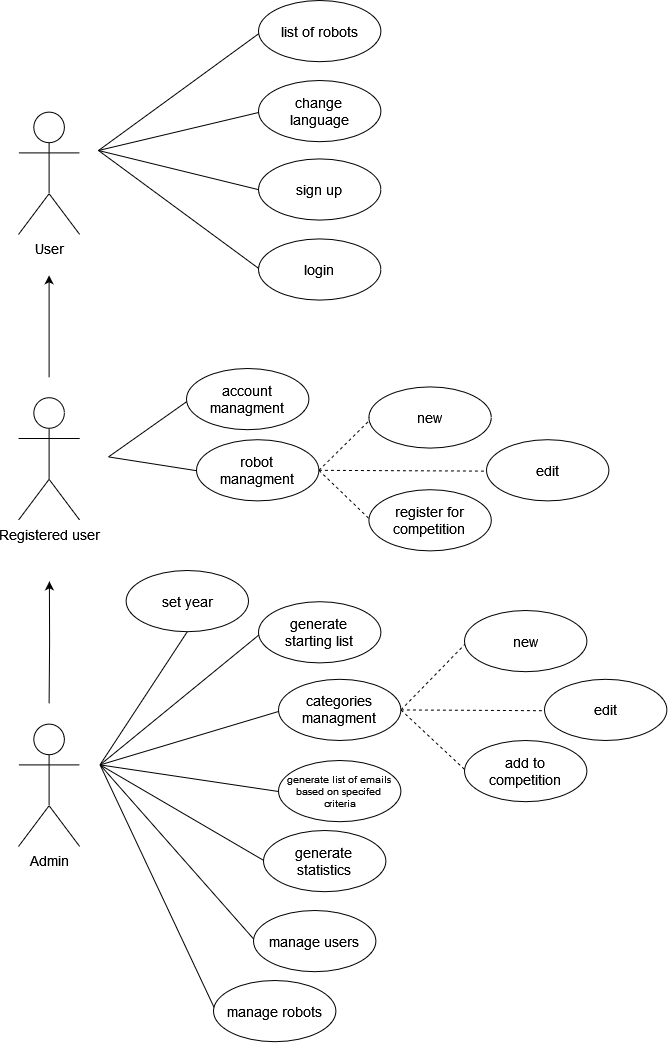 list of robots
change
language
sign up
User
login
account
managment
new
robot
managment
edit
register for
competition
Registered user
set year
generate
starting list
new
categories
managment
edit
add to
competition
generate list of emails
based on specifed
criteria
Admin
generate
statistics
manage users
manage robots